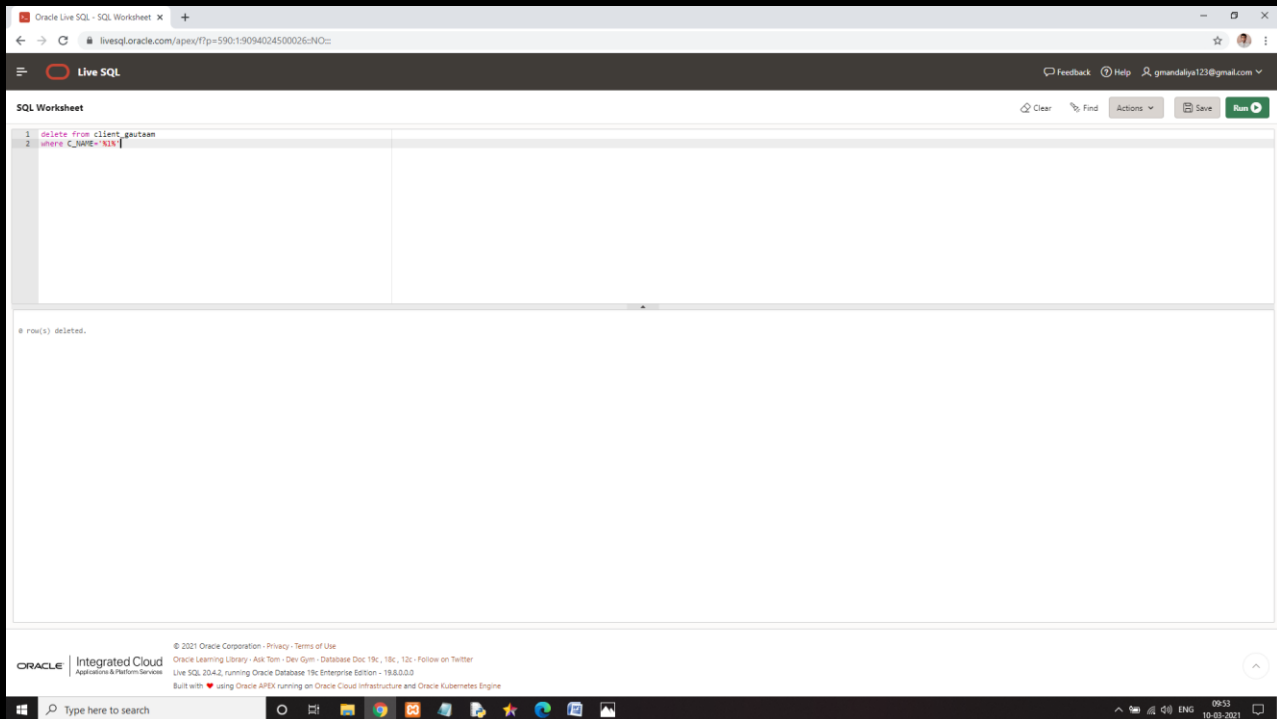 Oracle Live SQL - SQL Worksheet
livesql.oracle.com/apex/f?p=590:1:9094024500026::NO:::
Live SQL
Feedback Help gmandaliya123@gmail.com
SQL Worksheet
Clear Find Actions Save Run
1 delete from client_gautaam
2 where C_NAME='%1%'
0 row(s) deleted.
© 2021 Oracle Corporation - Privacy - Terms of Use
ORACLE Integrated Cloud
Applications & Platform Services
Oracle Learning Library - Ask Tom - Dev Gym - Database Doc 19c, 18c, 12c - Follow on Twitter
Live SQL 20.4.2, running Oracle Database 19c Enterprise Edition - 19.8.0.0.0
Built with ❤ using Oracle APEX running on Oracle Cloud Infrastructure and Oracle Kubernetes Engine
Type here to search
ENG
09:53
10-03-2021